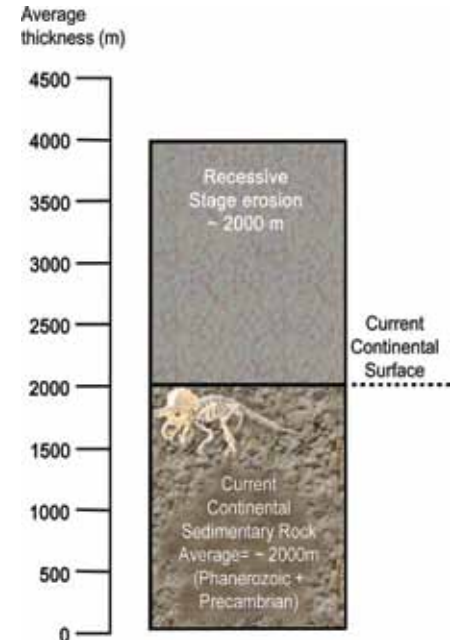 Average
thickness (m)
4500
4000
3500
3000
2500
2000
1500
1000
500
0
Recessive
Stage erosion
~ 2000 m
Current
Continental
Surface
Current
Continental
Sedimentary Rock
Average= ~ 2000m
(Phanerozoic +
Precambrian)